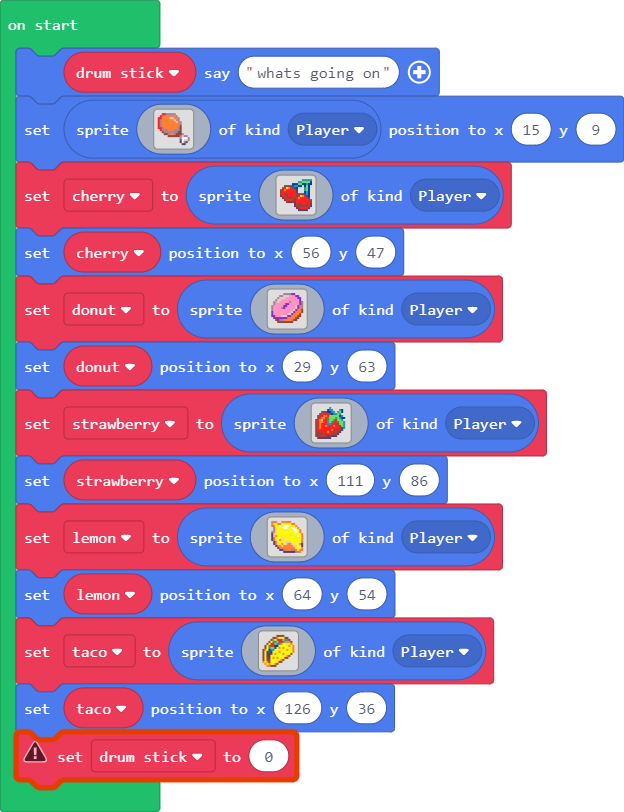 on start
drum stick say "whats going on"
set sprite of kind Player position to x 15 y 9
set cherry to sprite of kind Player
set cherry position to x 56 y 47
set donut to sprite of kind Player
set donut position to x 29 y 63
set strawberry to sprite of kind Player
set strawberry position to x 111 y 86
set lemon to sprite of kind Player
set lemon position to x 64 y 54
set taco to sprite of kind Player
set taco position to x 126 y 36
set drum stick to 0